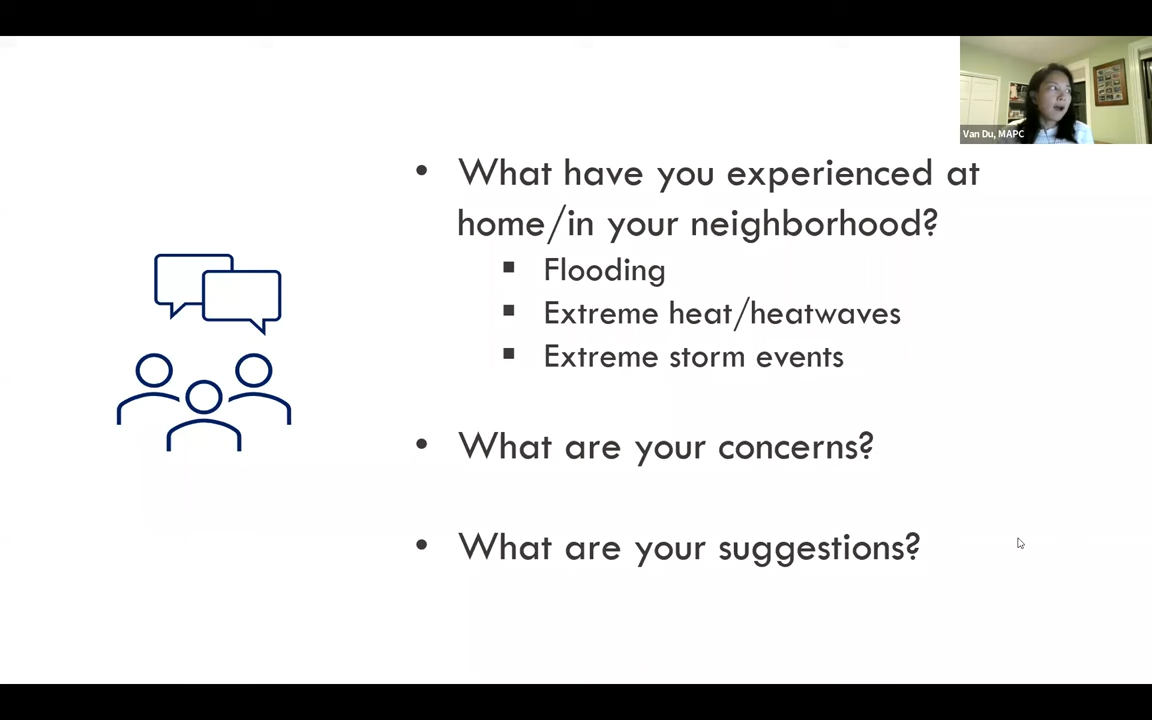 Van Du, MAPC
• What have you experienced at
home/in your neighborhood?
▪ Flooding
▪ Extreme heat/heatwaves
▪ Extreme storm events
• What are your concerns?
• What are your suggestions?